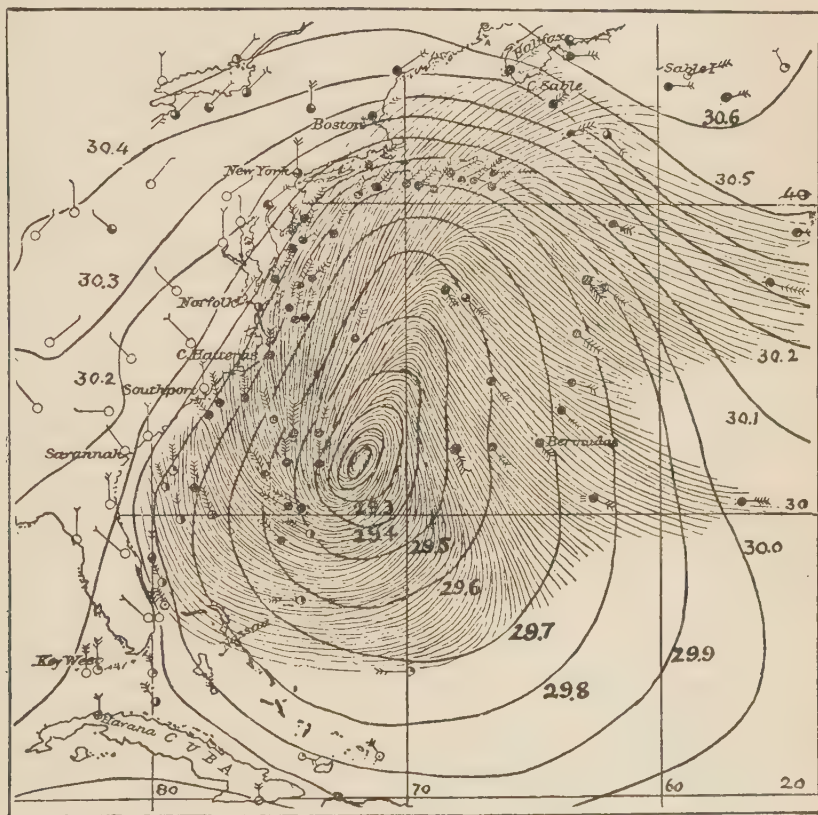 Halifax
Sable I
C. Sable
30.6
Boston
30.4
New York
30.5
40
30.3
Norfolk
C. Hatteras
30.2
30.2
Southport
30.1
Savannah
Bermudas
29.3
30
29.4
29.5
30.0
29.6
29.7
Nassau
Key West
29.9
29.8
Havana
CUBA
80
70
60
20